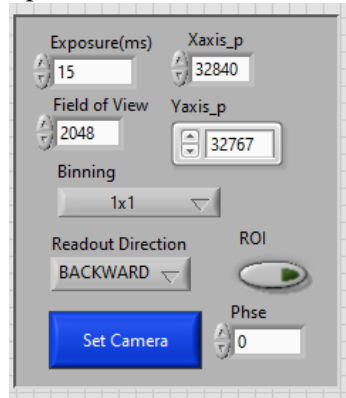 Exposure(ms) Xaxis_p
15 32840
Field of View Yaxis_p
2048 32767
Binning
1x1
Readout Direction ROI
BACKWARD
Phse
Set Camera 0